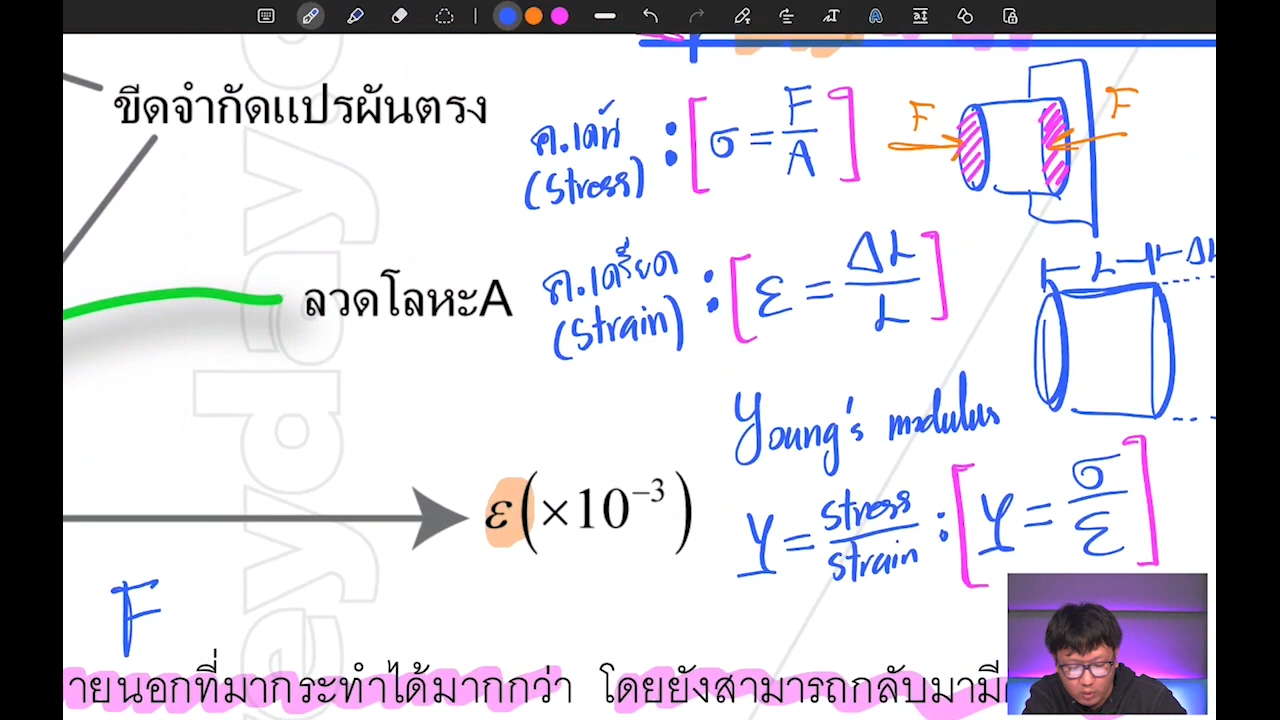 ขีดจำกัดแปรผันตรง
ค.เค้น
(Stress) : [σ = F/A]
F
F
ลวดโลหะA
ค.เครียด
(Strain) : [ε = ΔL/L]
L
ΔL
Young's modulus
Y = stress/strain : [Y = σ/ε]
ε(×10⁻³)
F
ายนอกที่มากระทำได้มากกว่า โดยยังสามารถกลับมามี